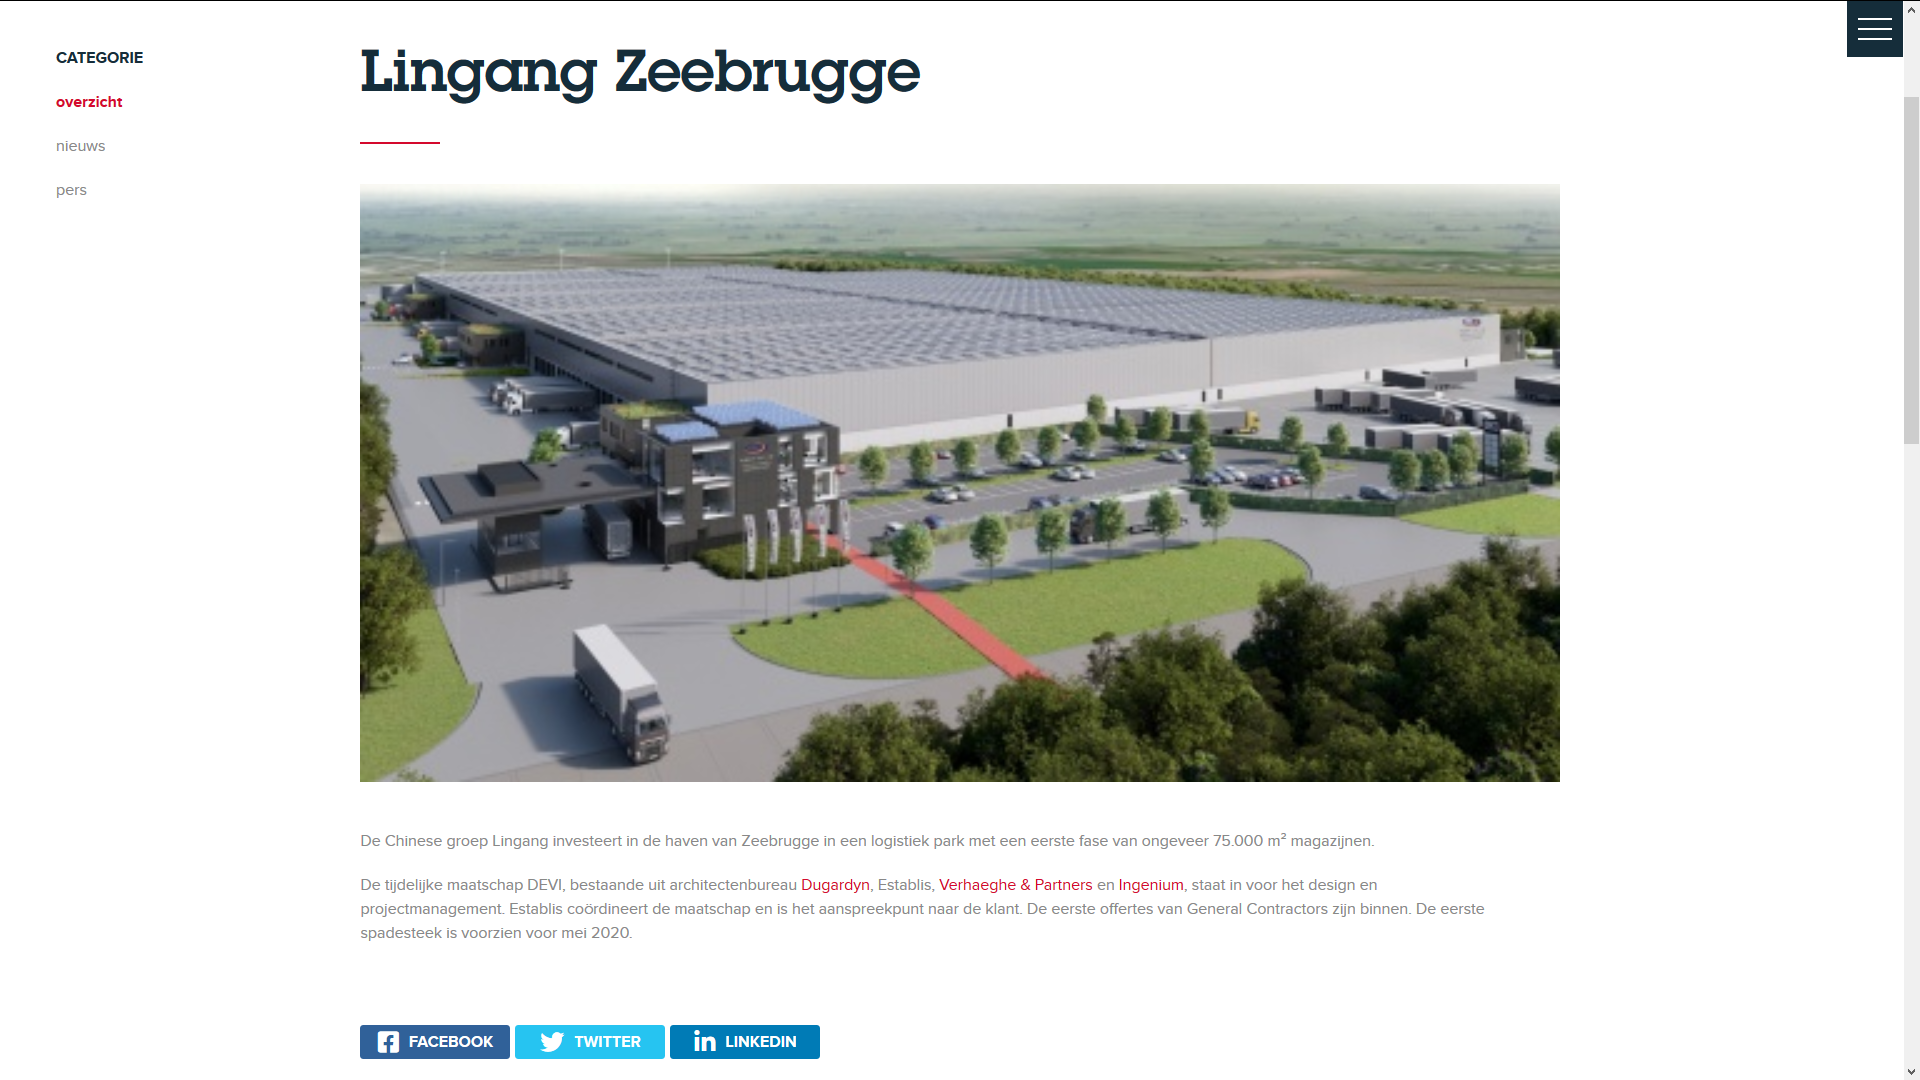 CATEGORIE
overzicht
nieuws
pers
Lingang Zeebrugge
De Chinese groep Lingang investeert in de haven van Zeebrugge in een logistiek park met een eerste fase van ongeveer 75.000 m² magazijnen.
De tijdelijke maatschap DEVI, bestaande uit architectenbureau Dugardyn, Establis, Verhaeghe & Partners en Ingenium, staat in voor het design en
projectmanagement. Establis coördineert de maatschap en is het aanspreekpunt naar de klant. De eerste offertes van General Contractors zijn binnen. De eerste
spadesteek is voorzien voor mei 2020.
FACEBOOK
TWITTER
LINKEDIN